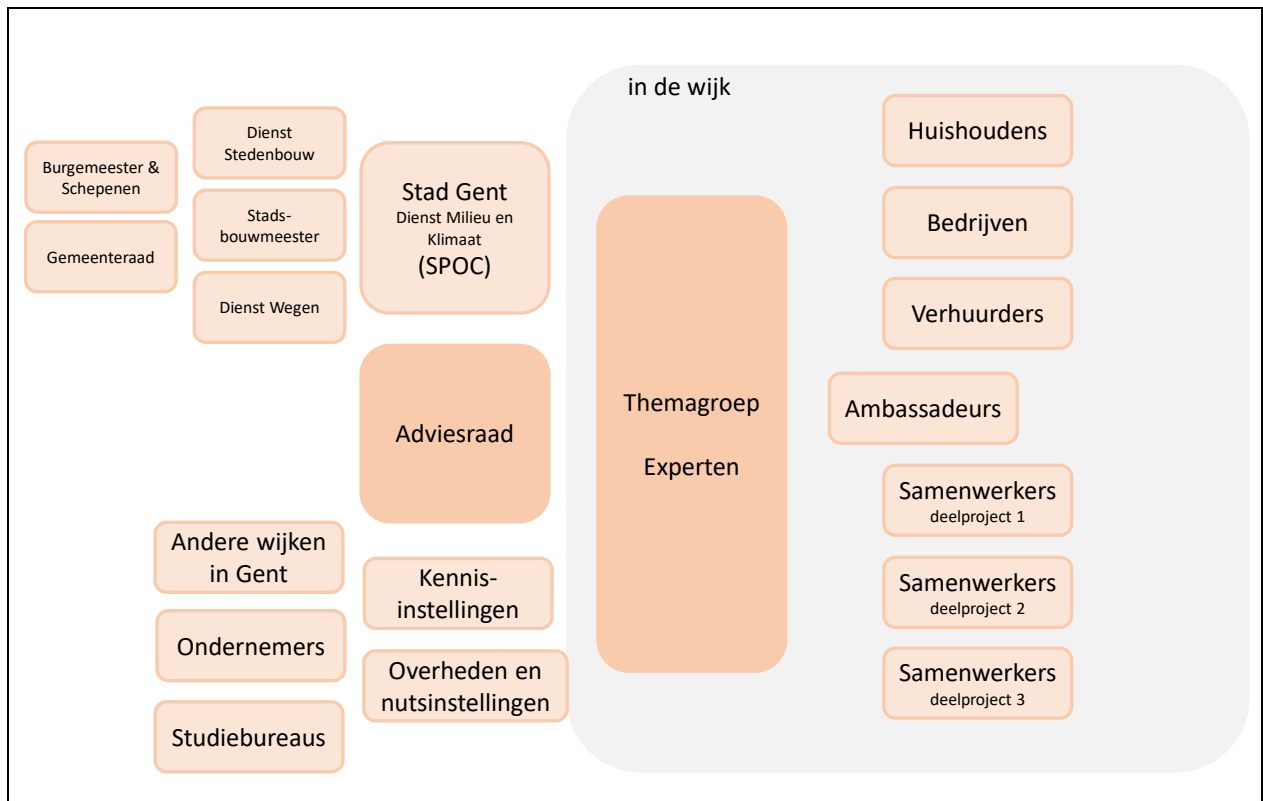 in de wijk
Burgemeester &
Schepenen
Gemeenteraad
Dienst
Stedenbouw
Stads-
bouwmeester
Dienst Wegen
Stad Gent
Dienst Milieu en
Klimaat
(SPOC)
Adviesraad
Andere wijken
in Gent
Ondernemers
Studiebureaus
Kennis-
instellingen
Overheden en
nutsinstellingen
Themagroep
Experten
Huishoudens
Bedrijven
Verhuurders
Ambassadeurs
Samenwerkers
deelproject 1
Samenwerkers
deelproject 2
Samenwerkers
deelproject 3